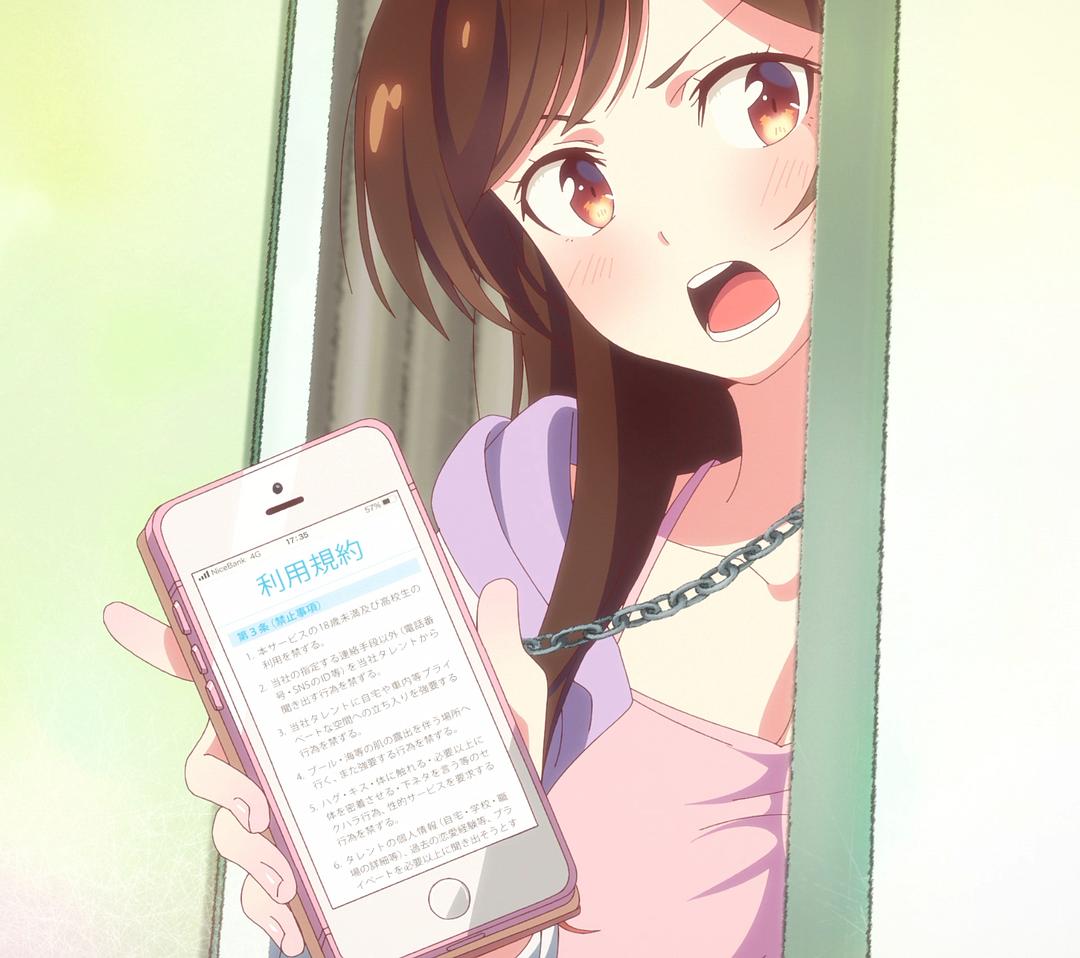 NiceBank 4G 17:35 57%
利用規約
第3条(禁止事項)
1. 本サービスの18歳未満及び高校生の
利用を禁ずる。
2. 当社の指定する連絡手段以外(電話番
号・SNSのID等)を当社タレントから
聞き出す行為を禁ずる。
3. 当社タレントに自宅や車内等プライ
ベートな空間への立ち入りを強要する
行為を禁ずる。
4. プール・海等の肌の露出を伴う場所へ
行く、また強要する行為を禁ずる。
5. ハグ・キス・体に触れる・必要以上に
体を密着させる・下ネタを言う等のセ
クハラ行為、性的サービスを要求する
行為を禁ずる。
6. タレントの個人情報(自宅・学校・職
場の詳細等)、過去の恋愛経験等、プラ
イベートを必要以上に聞き出そうとす